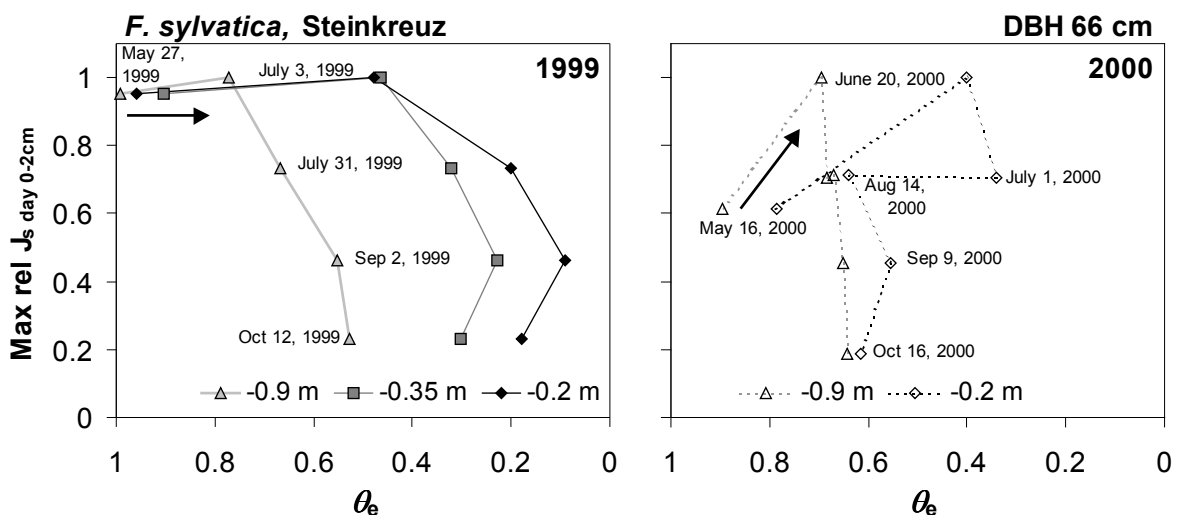 F. sylvatica, Steinkreuz
DBH 66 cm
Max rel J s day 0-2cm
1
0.8
0.6
0.4
0.2
0
1999
May 27,
1999
July 3, 1999
July 31, 1999
Sep 2, 1999
Oct 12, 1999
-0.9 m
-0.35 m
-0.2 m
1
0.8
0.6
0.4
0.2
0
θe
2000
June 20, 2000
July 1, 2000
Aug 14,
2000
May 16, 2000
Sep 9, 2000
Oct 16, 2000
-0.9 m
-0.2 m
1
0.8
0.6
0.4
0.2
0
θe